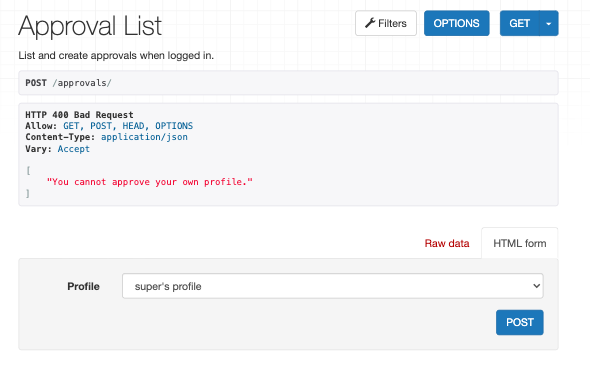 Approval List
Filters
OPTIONS
GET
List and create approvals when logged in.
POST /approvals/
HTTP 400 Bad Request
Allow: GET, POST, HEAD, OPTIONS
Content-Type: application/json
Vary: Accept
[
"You cannot approve your own profile."
]
Raw data
HTML form
Profile
super's profile
POST